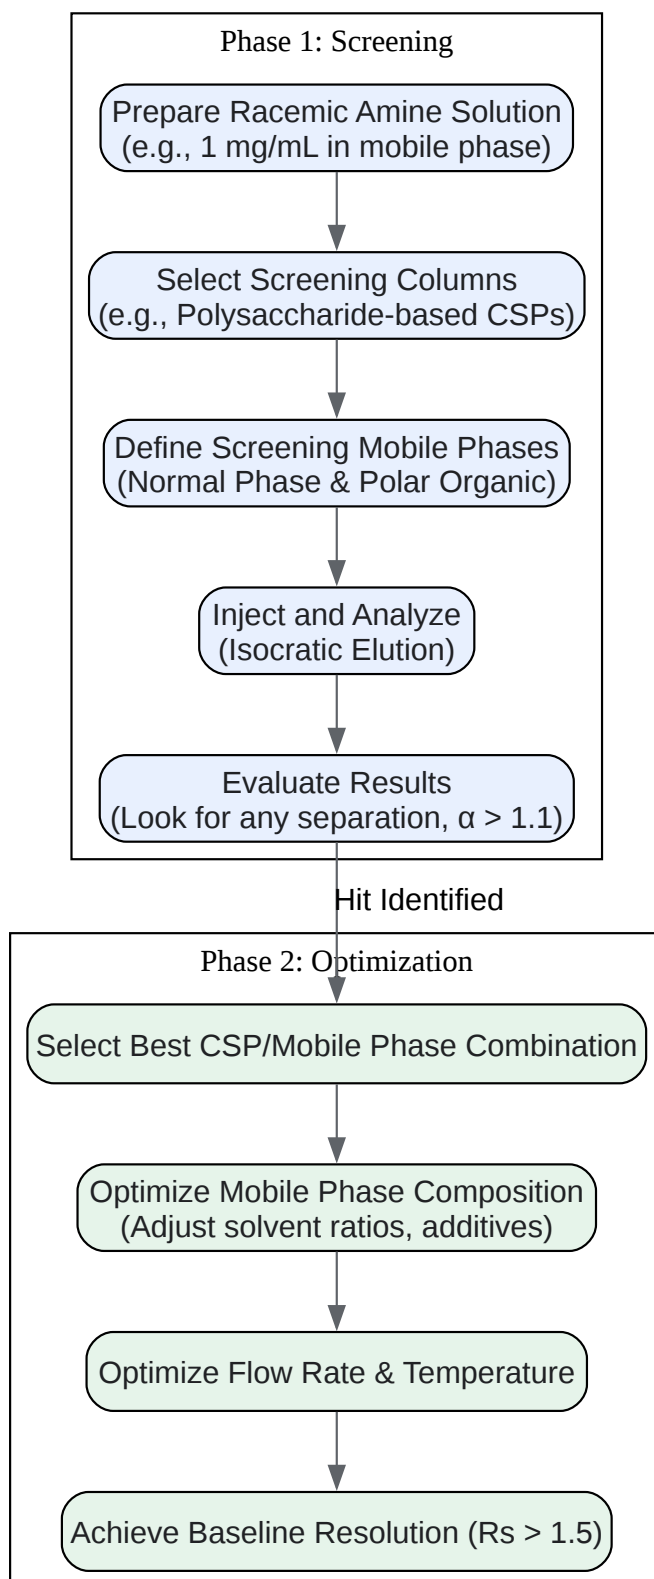 Phase 1: Screening
Prepare Racemic Amine Solution
(e.g., 1 mg/mL in mobile phase)
Select Screening Columns
(e.g., Polysaccharide-based CSPs)
Define Screening Mobile Phases
(Normal Phase & Polar Organic)
Inject and Analyze
(Isocratic Elution)
Evaluate Results
(Look for any separation, α > 1.1)
Hit Identified
Phase 2: Optimization
Select Best CSP/Mobile Phase Combination
Optimize Mobile Phase Composition
(Adjust solvent ratios, additives)
Optimize Flow Rate & Temperature
Achieve Baseline Resolution (Rs > 1.5)